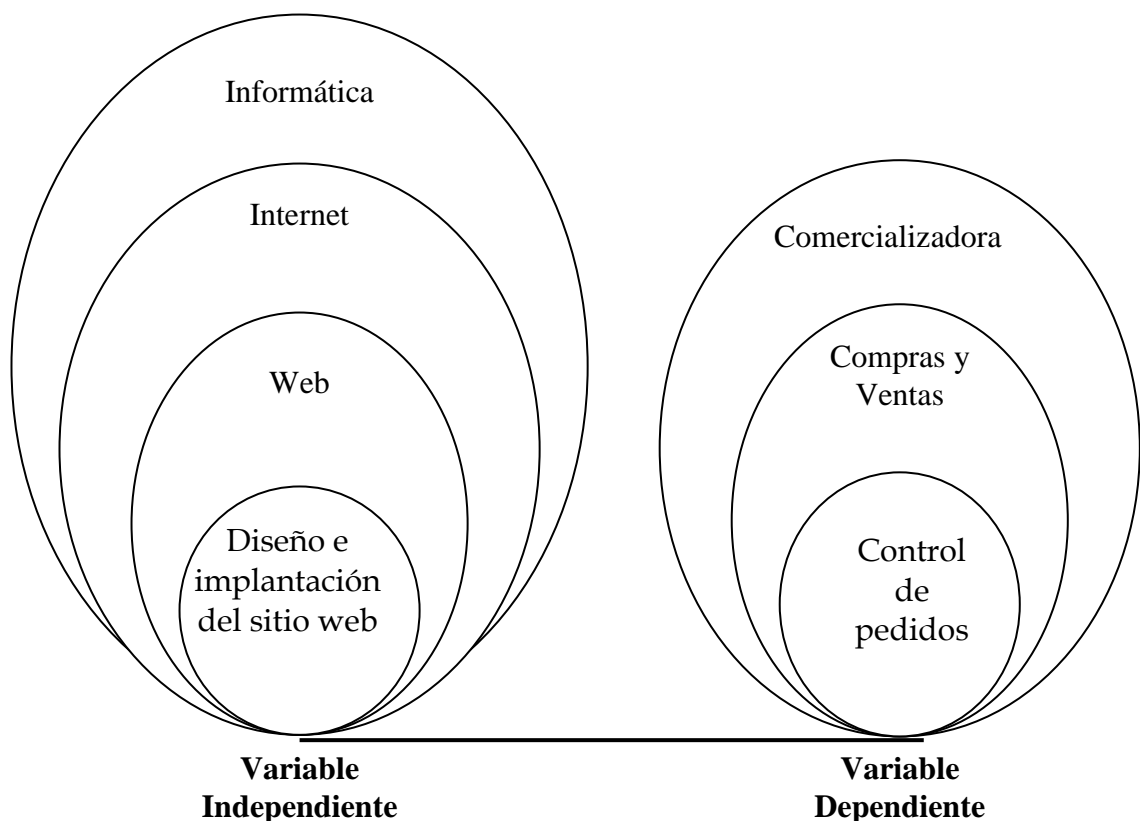 Informática
Internet
Web
Diseño e
implantación
del sitio web
Variable
Independiente
Comercializadora
Compras y
Ventas
Control
de
pedidos
Variable
Dependiente